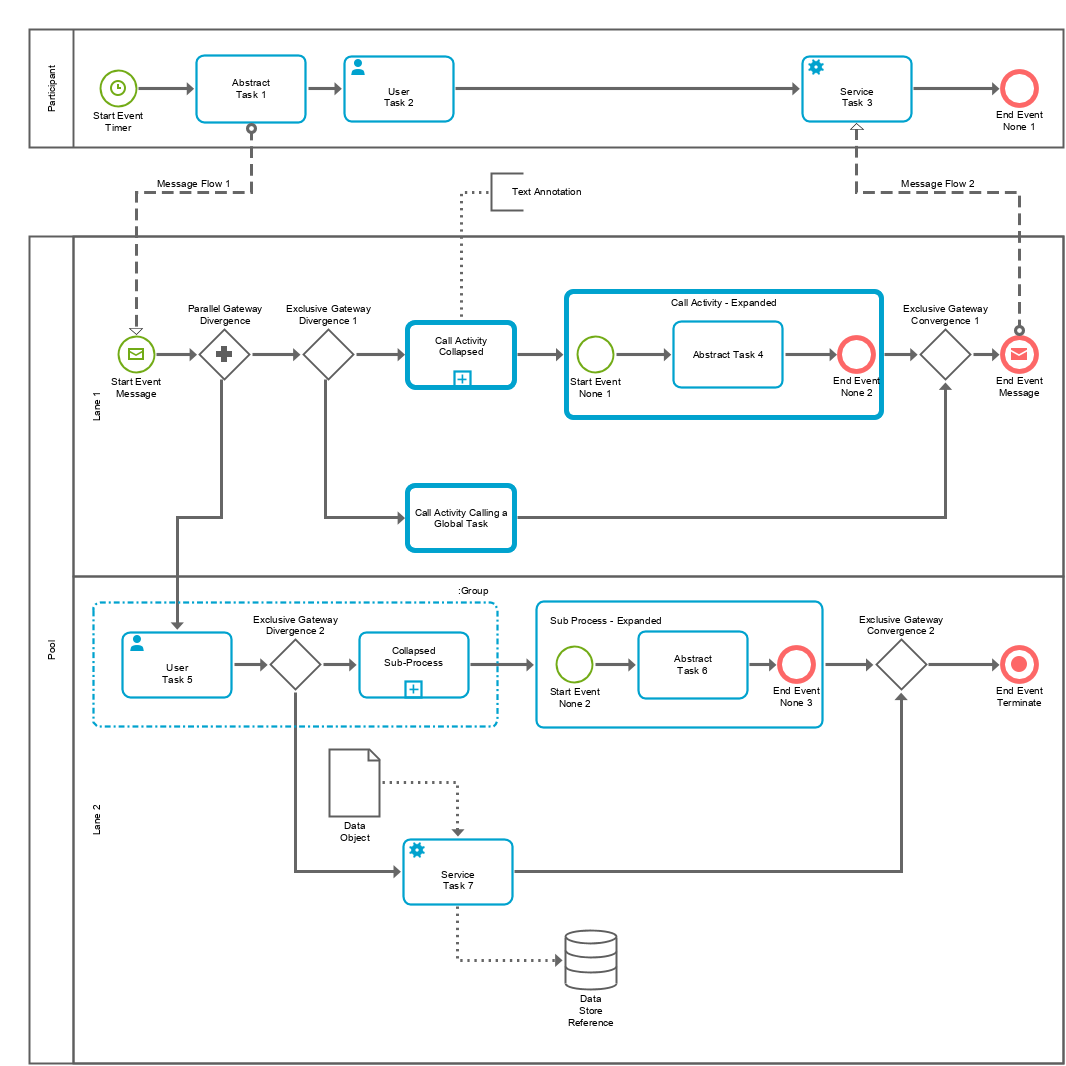 Participant
Start Event
Timer
Abstract
Task 1
User
Task 2
Service
Task 3
End Event
None 1
Message Flow 1
Text Annotation
Message Flow 2
Pool
Lane 1
Start Event
Message
Parallel Gateway
Divergence
Exclusive Gateway
Divergence 1
Call Activity
Collapsed
Call Activity - Expanded
Start Event
None 1
Abstract Task 4
End Event
None 2
Exclusive Gateway
Convergence 1
End Event
Message
Call Activity Calling a
Global Task
Lane 2
:Group
User
Task 5
Exclusive Gateway
Divergence 2
Collapsed
Sub-Process
Sub Process - Expanded
Start Event
None 2
Abstract
Task 6
End Event
None 3
Exclusive Gateway
Convergence 2
End Event
Terminate
Data
Object
Service
Task 7
Data
Store
Reference